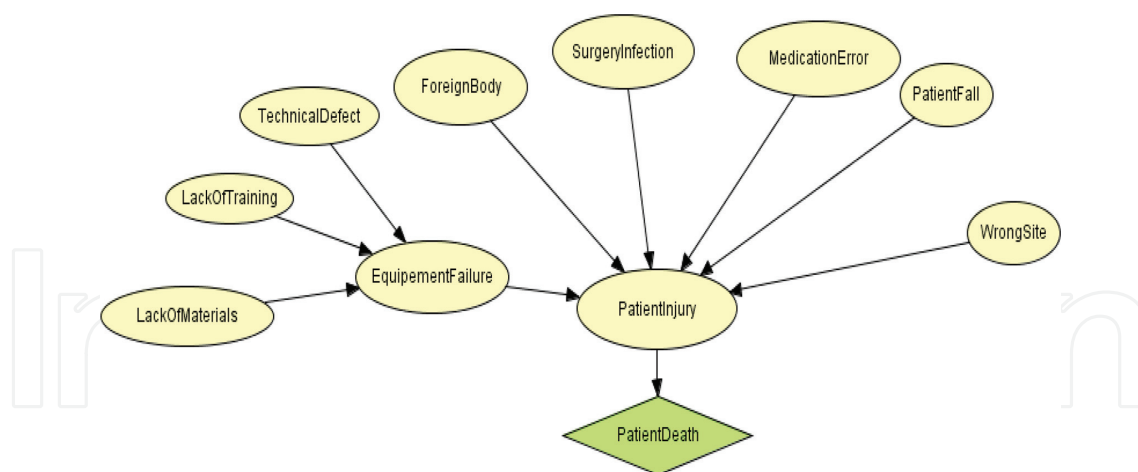 SurgeryInfection
MedicationError
ForeignBody
PatientFall
TechnicalDefect
LackOfTraining
WrongSite
EquipementFailure
PatientInjury
LackOfMaterials
PatientDeath